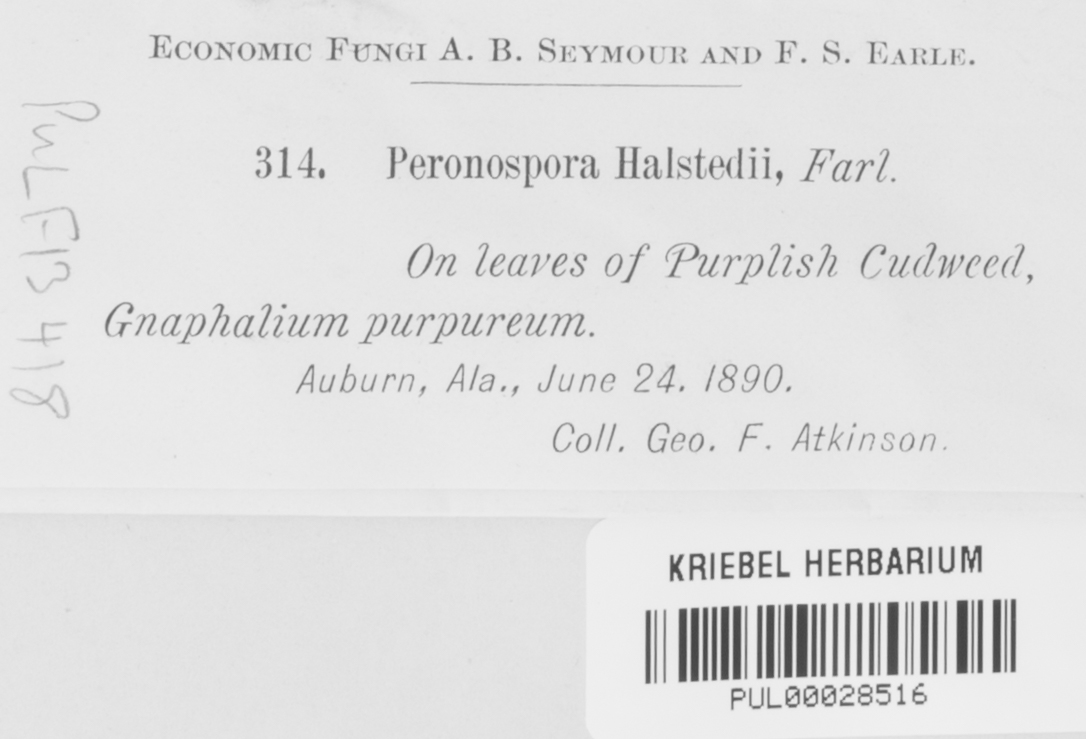 ECONOMIC FUNGI A. B. SEYMOUR AND F. S. EARLE.
314. Peronospora Halstedii, Farl.
On leaves of Purplish Cudweed,
Gnaphalium purpureum.
Auburn, Ala., June 24. 1890.
Coll. Geo. F. Atkinson.
PUL F13418
KRIEBEL HERBARIUM
PUL00028516